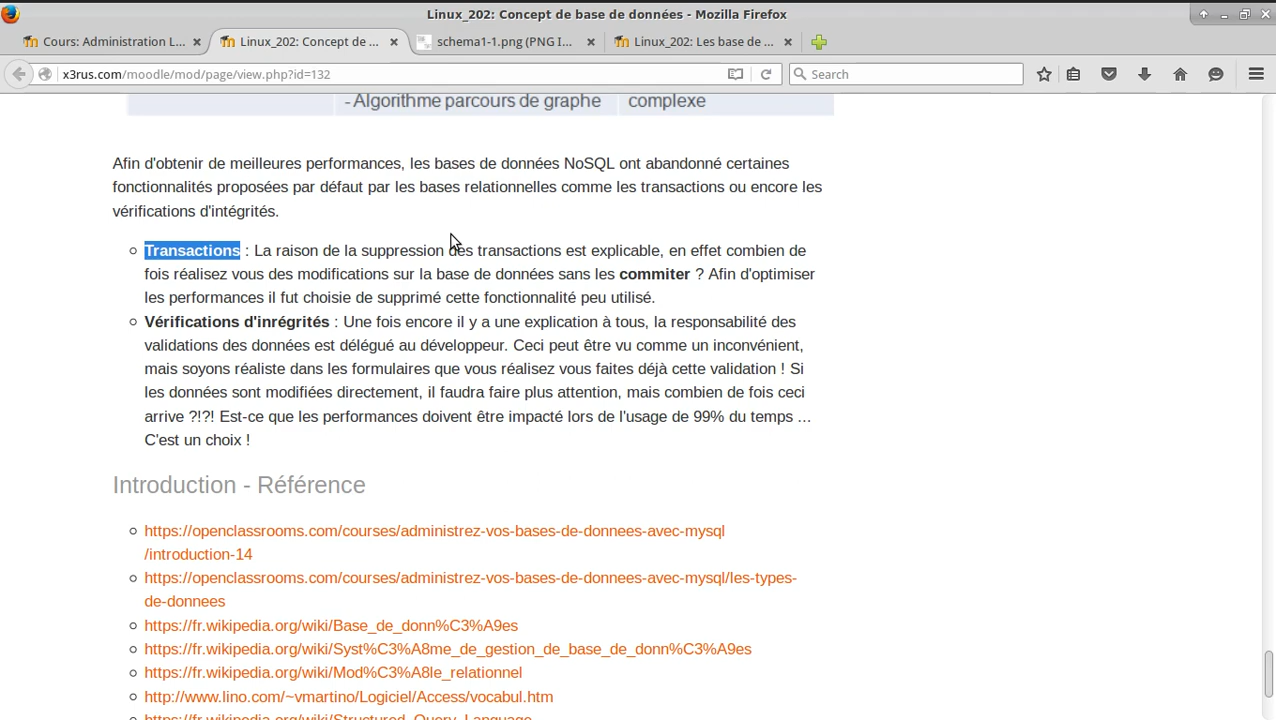 Linux_202: Concept de base de données - Mozilla Firefox
Cours: Administration L... Linux_202: Concept de ... schema1-1.png (PNG I... Linux_202: Les base de ...
x3rus.com/moodle/mod/page/view.php?id=132 Search
- Algorithme parcours de graphe complexe
Afin d'obtenir de meilleures performances, les bases de données NoSQL ont abandonné certaines
fonctionnalités proposées par défaut par les bases relationnelles comme les transactions ou encore les
vérifications d'intégrités.
Transactions : La raison de la suppression des transactions est explicable, en effet combien de
fois réalisez vous des modifications sur la base de données sans les commiter ? Afin d'optimiser
les performances il fut choisie de supprimé cette fonctionnalité peu utilisé.
Vérifications d'inrégrités : Une fois encore il y a une explication à tous, la responsabilité des
validations des données est délégué au développeur. Ceci peut être vu comme un inconvénient,
mais soyons réaliste dans les formulaires que vous réalisez vous faites déjà cette validation ! Si
les données sont modifiées directement, il faudra faire plus attention, mais combien de fois ceci
arrive ?!?! Est-ce que les performances doivent être impacté lors de l'usage de 99% du temps ...
C'est un choix !
Introduction - Référence
https://openclassrooms.com/courses/administrez-vos-bases-de-donnees-avec-mysql
/introduction-14
https://openclassrooms.com/courses/administrez-vos-bases-de-donnees-avec-mysql/les-types-
de-donnees
https://fr.wikipedia.org/wiki/Base_de_donn%C3%A9es
https://fr.wikipedia.org/wiki/Syst%C3%A8me_de_gestion_de_base_de_donn%C3%A9es
https://fr.wikipedia.org/wiki/Mod%C3%A8le_relationnel
http://www.lino.com/~vmartino/Logiciel/Access/vocabul.htm
https://fr.wikipedia.org/wiki/Structured_Query_Language